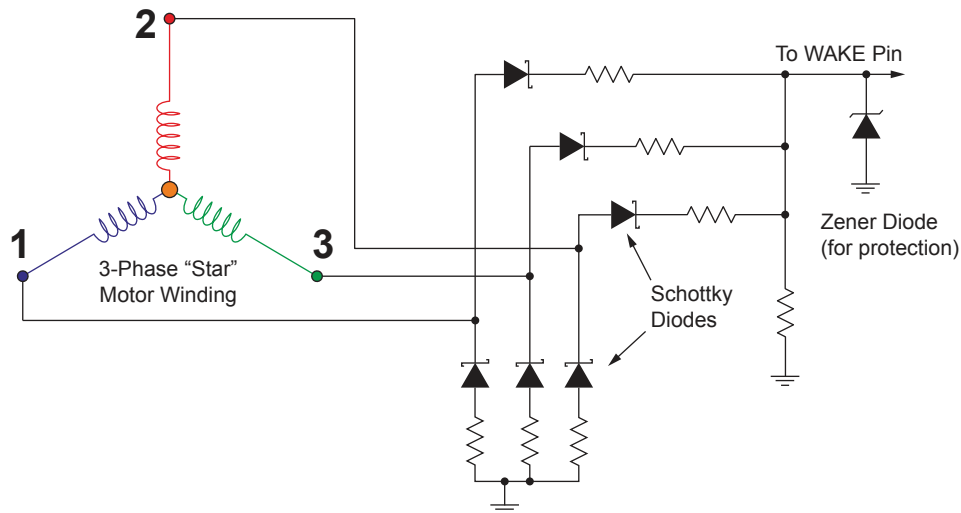 2
To WAKE Pin
1
3
3-Phase “Star”
Motor Winding
Zener Diode
(for protection)
Schottky
Diodes